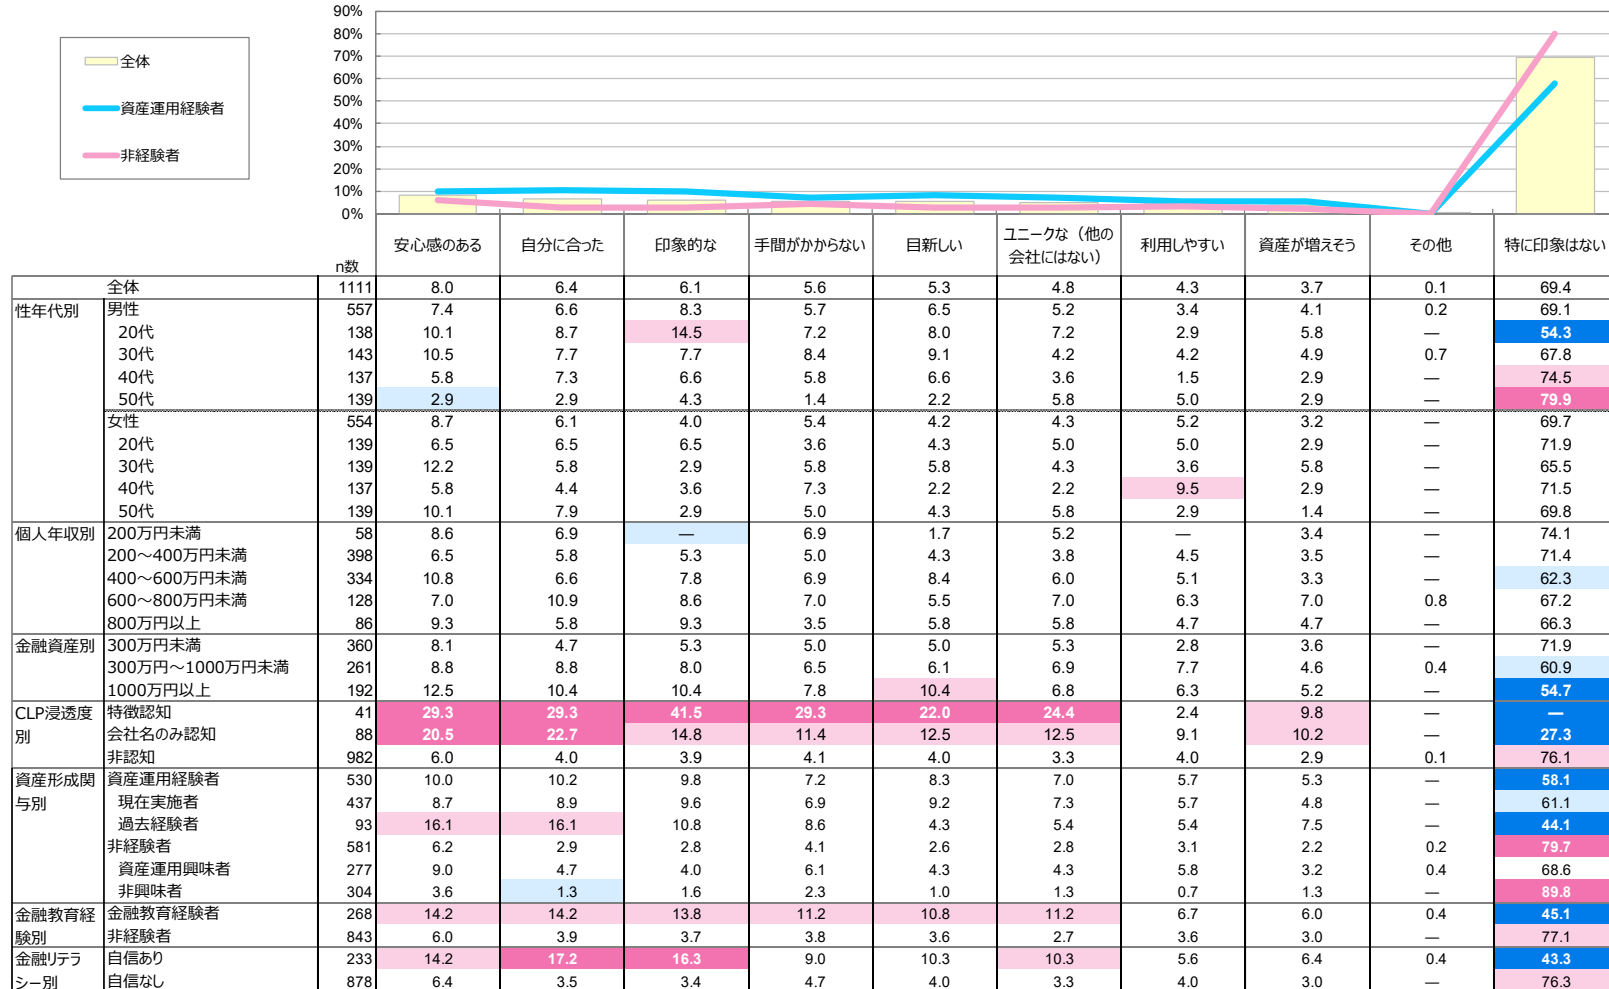 90%
80%
70%
60%
50%
40%
30%
20%
10%
0%
全体
資産運用経験者
非経験者
n数 安心感のある 自分に合った 印象的な 手間がかからない 目新しい ユニークな（他の会社にはない） 利用しやすい 資産が増えそう その他 特に印象はない
全体 1111 8.0 6.4 6.1 5.6 5.3 4.8 4.3 3.7 0.1 69.4
性年代別 男性 557 7.4 6.6 8.3 5.7 6.5 5.2 3.4 4.1 0.2 69.1
20代 138 10.1 8.7 14.5 7.2 8.0 7.2 2.9 5.8 — 54.3
30代 143 10.5 7.7 7.7 8.4 9.1 4.2 4.2 4.9 0.7 67.8
40代 137 5.8 7.3 6.6 5.8 6.6 3.6 1.5 2.9 — 74.5
50代 139 2.9 2.9 4.3 1.4 2.2 5.8 5.0 2.9 — 79.9
女性 554 8.7 6.1 4.0 5.4 4.2 4.3 5.2 3.2 — 69.7
20代 139 6.5 6.5 6.5 3.6 4.3 5.0 5.0 2.9 — 71.9
30代 139 12.2 5.8 2.9 5.8 5.8 4.3 3.6 5.8 — 65.5
40代 137 5.8 4.4 3.6 7.3 2.2 2.2 9.5 2.9 — 71.5
50代 139 10.1 7.9 2.9 5.0 4.3 5.8 2.9 1.4 — 69.8
個人年収別 200万円未満 58 8.6 6.9 — 6.9 1.7 5.2 — 3.4 — 74.1
200～400万円未満 398 6.5 5.8 5.3 5.0 4.3 3.8 4.5 3.5 — 71.4
400～600万円未満 334 10.8 6.6 7.8 6.9 8.4 6.0 5.1 3.3 — 62.3
600～800万円未満 128 7.0 10.9 8.6 7.0 5.5 7.0 6.3 7.0 0.8 67.2
800万円以上 86 9.3 5.8 9.3 3.5 5.8 5.8 4.7 4.7 — 66.3
金融資産別 300万円未満 360 8.1 4.7 5.3 5.0 5.0 5.3 2.8 3.6 — 71.9
300万円～1000万円未満 261 8.8 8.8 8.0 6.5 6.1 6.9 7.7 4.6 0.4 60.9
1000万円以上 192 12.5 10.4 10.4 7.8 10.4 6.8 6.3 5.2 — 54.7
CLP浸透度別 特徴認知 41 29.3 29.3 41.5 29.3 22.0 24.4 2.4 9.8 — —
会社名のみ認知 88 20.5 22.7 14.8 11.4 12.5 12.5 9.1 10.2 — 27.3
非認知 982 6.0 4.0 3.9 4.1 4.0 3.3 4.0 2.9 0.1 76.1
資産形成関与別 資産運用経験者 530 10.0 10.2 9.8 7.2 8.3 7.0 5.7 5.3 — 58.1
現在実施者 437 8.7 8.9 9.6 6.9 9.2 7.3 5.7 4.8 — 61.1
過去経験者 93 16.1 16.1 10.8 8.6 4.3 5.4 5.4 7.5 — 44.1
非経験者 581 6.2 2.9 2.8 4.1 2.6 2.8 3.1 2.2 0.2 79.7
資産運用興味者 277 9.0 4.7 4.0 6.1 4.3 4.3 5.8 3.2 0.4 68.6
非興味者 304 3.6 1.3 1.6 2.3 1.0 1.3 0.7 1.3 — 89.8
金融教育経験別 金融教育経験者 268 14.2 14.2 13.8 11.2 10.8 11.2 6.7 6.0 0.4 45.1
非経験者 843 6.0 3.9 3.7 3.8 3.6 2.7 3.6 3.0 — 77.1
金融リテラシー別 自信あり 233 14.2 17.2 16.3 9.0 10.3 10.3 5.6 6.4 0.4 43.3
自信なし 878 6.4 3.5 3.4 4.7 4.0 3.3 4.0 3.0 — 76.3